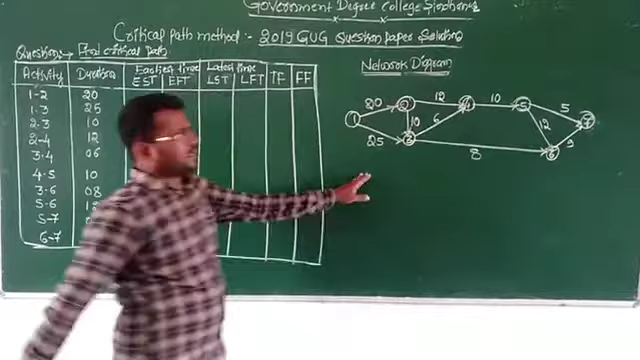 Government Degree College
Critical path method :- 2019 GUG Question paper Solution
Question:- Find critical path
Network Diagram
Activity Duration Earliest time Latest time TF FF
EST EFT LST LFT
1-2 20
1-3 25
2-3 10
2-4 12
3-4 06
4-5 10
3-6 08
5-6
5-7
6-7
1 20 2 12 4 10 5 5 7
25 10 6 12 9
3 8 6